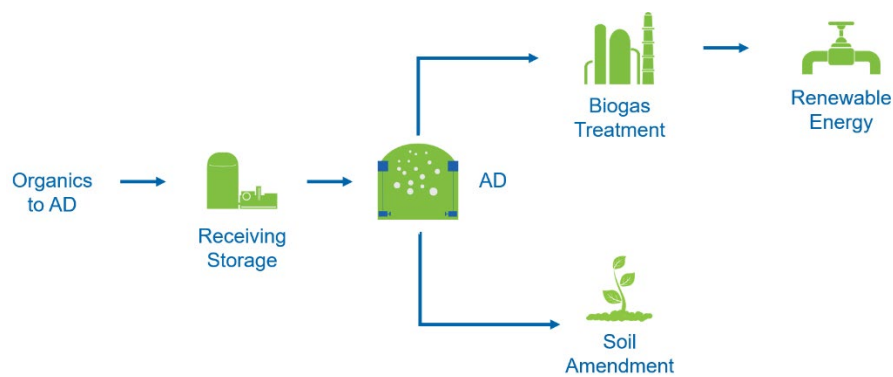 Organics
to AD
Receiving
Storage
AD
Biogas
Treatment
Renewable
Energy
Soil
Amendment